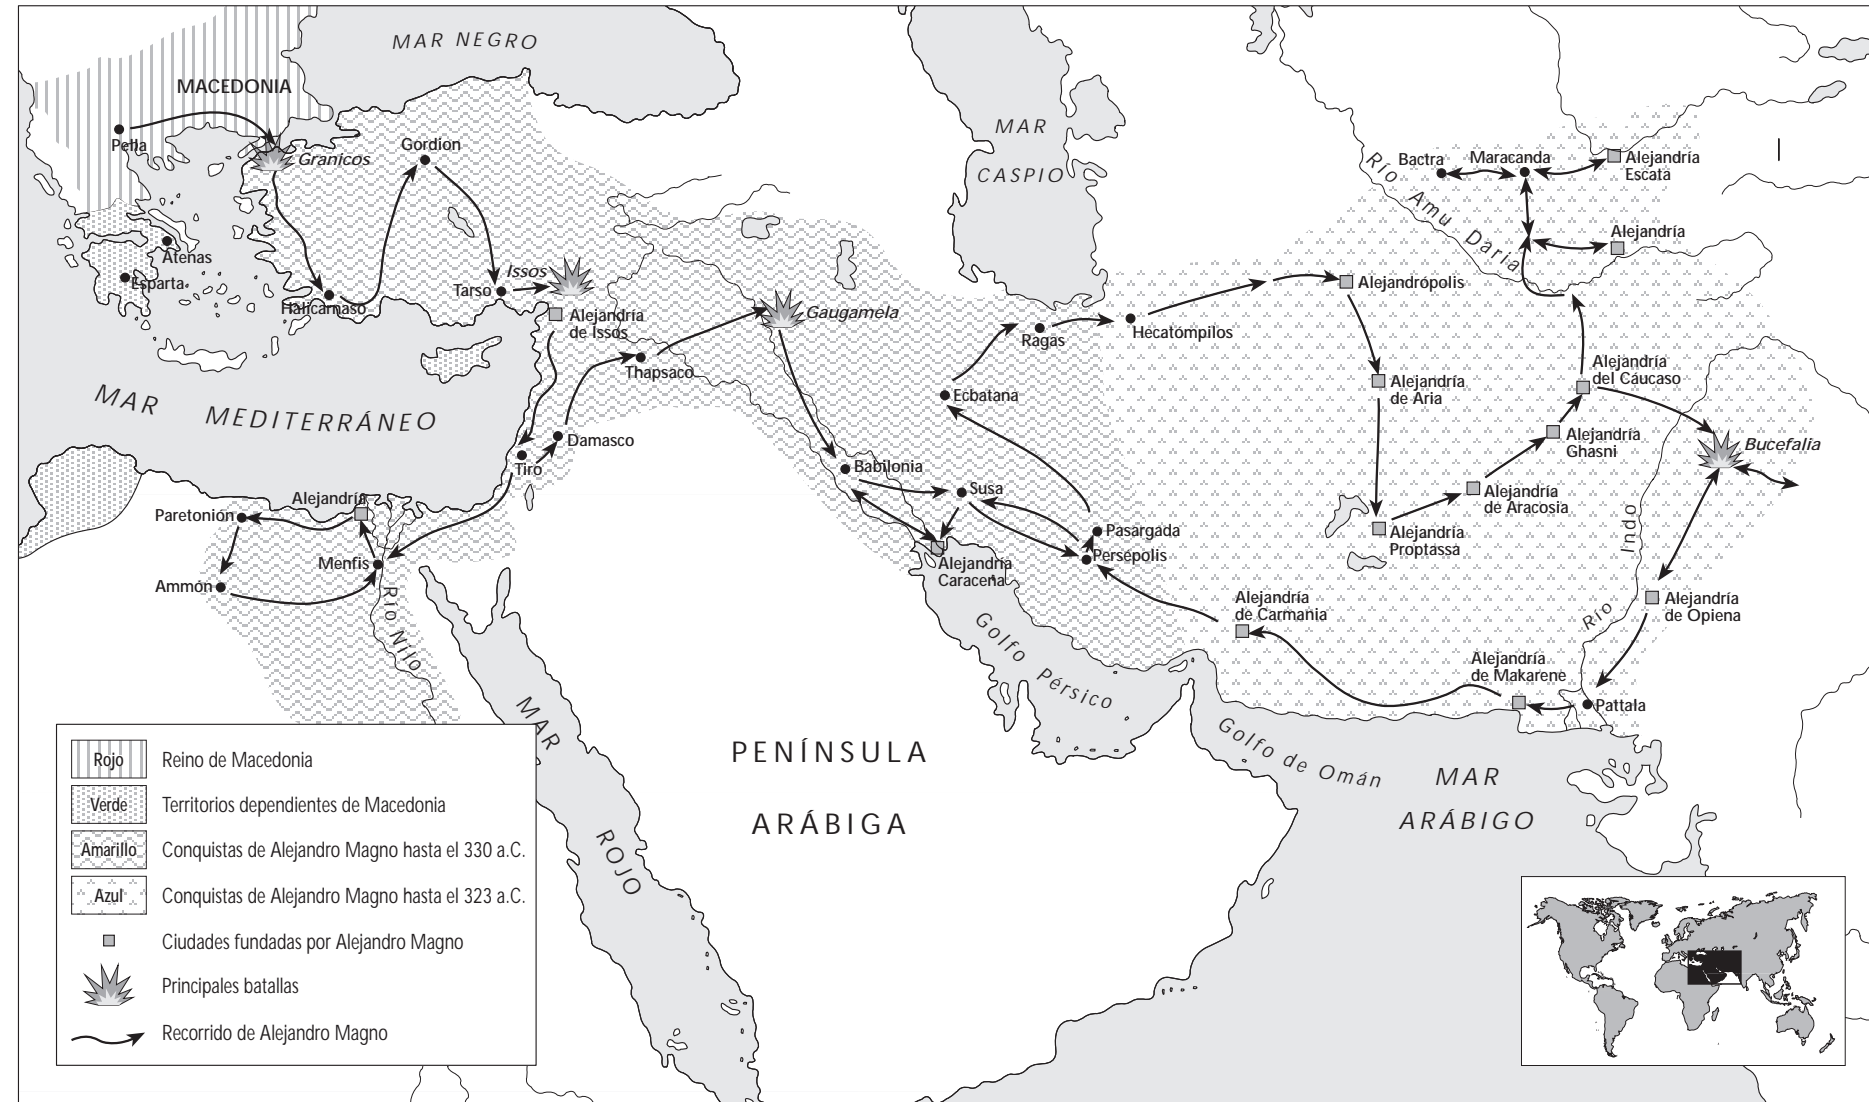 MAR NEGRO
MACEDONIA
Pella
Granicos
Gordion
Atenas
Esparta
Halicarnaso
Tarso
Issos
Alejandría
de Issos
Thapsaco
Gaugamela
MAR
CASPIO
Ragas
Hecatómpilos
Ecbatana
MAR MEDITERRÁNEO
Damasco
Tiro
Babilonia
Susa
Pasargada
Persépolis
Alejandría
Caracena
Alejandría
Paretonión
Menfis
Ammón
Río Nilo
Río Amu Daria
Bactra
Maracanda
Alejandría
Escata
Alejandría
Alejandrópolis
Alejandría
de Aria
Alejandría
del Cáucaso
Alejandría
Ghasni
Bucefalia
Alejandría
de Aracosia
Alejandría
Proptassa
Río Indo
Alejandría
de Opiena
Alejandría
de Carmania
Alejandría
de Makarene
Pattala
Golfo Pérsico
Golfo de Omán
MAR
ARÁBIGO
PENÍNSULA
ARÁBIGA
MAR ROJO
Rojo
Reino de Macedonia
Verde
Territorios dependientes de Macedonia
Amarillo
Conquistas de Alejandro Magno hasta el 330 a.C.
Azul
Conquistas de Alejandro Magno hasta el 323 a.C.
Ciudades fundadas por Alejandro Magno
Principales batallas
Recorrido de Alejandro Magno